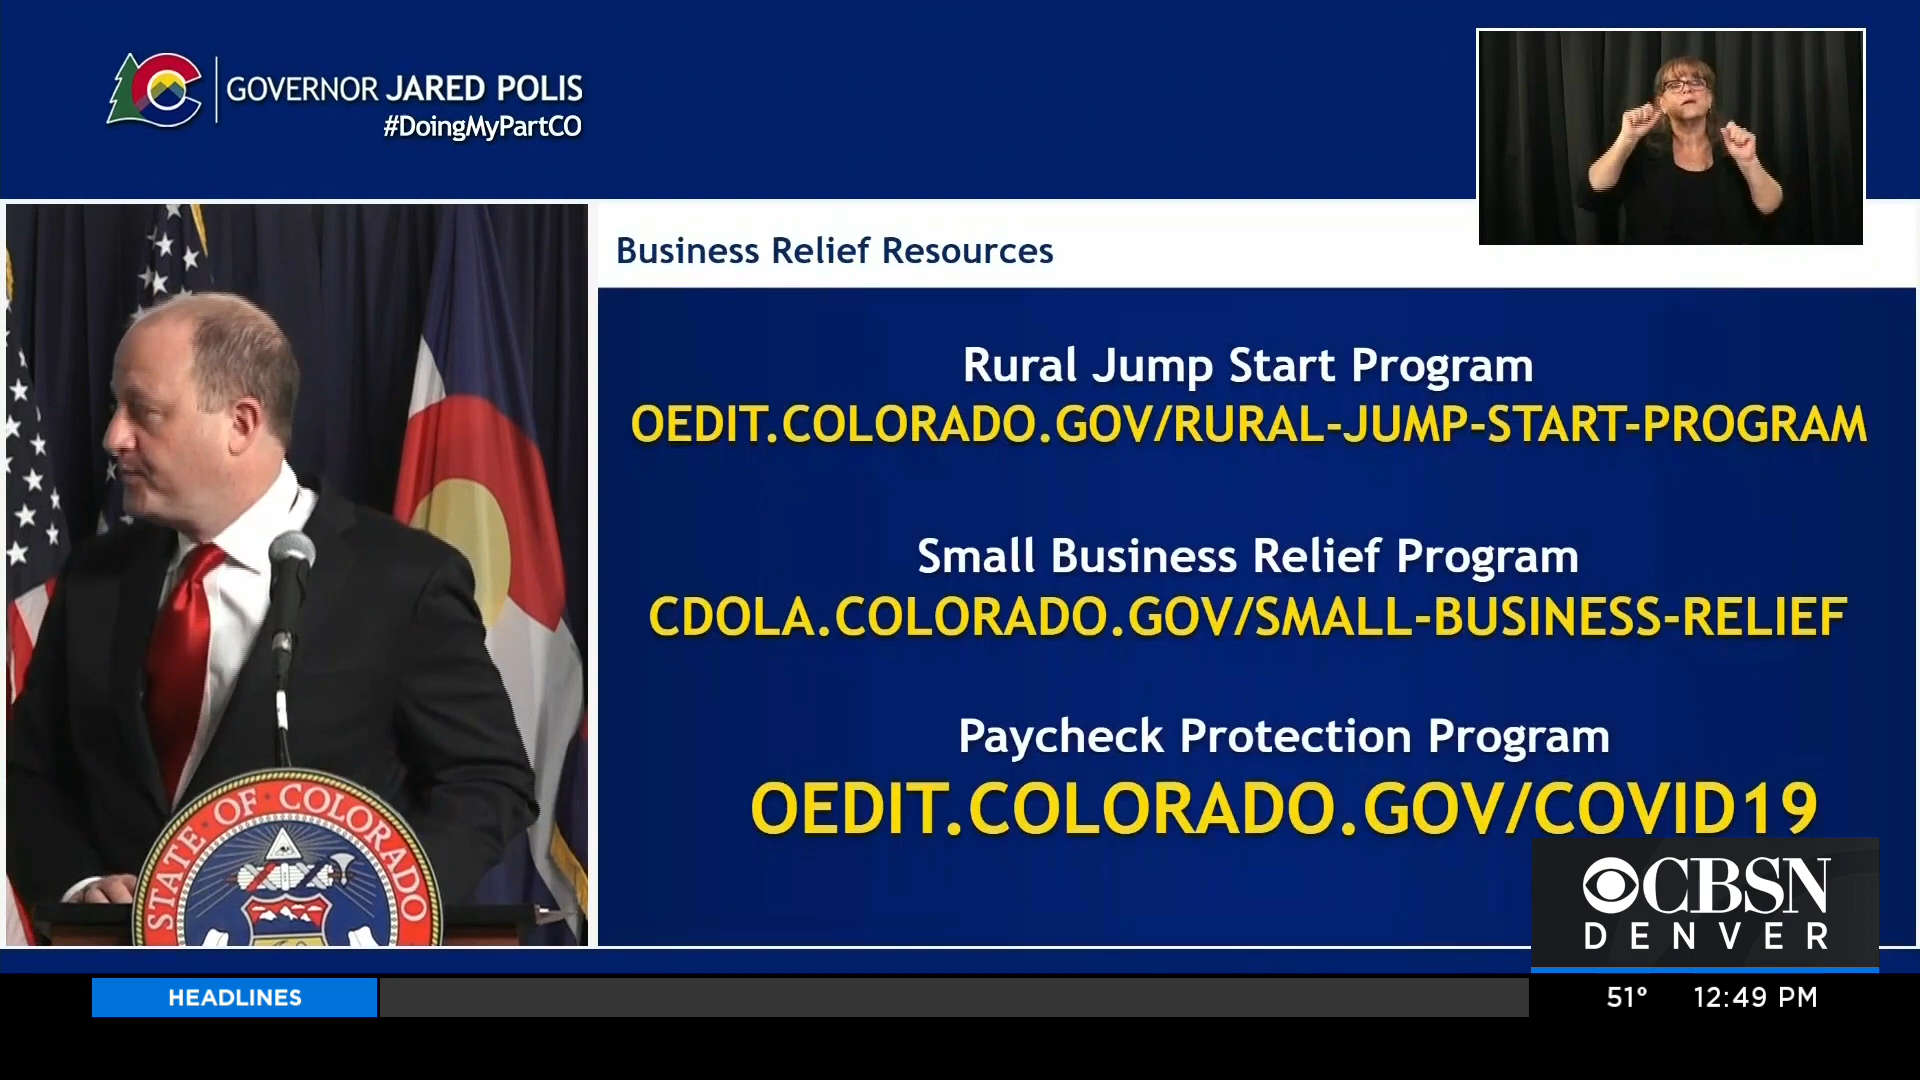 GOVERNOR JARED POLIS
#DoingMyPartCO
Business Relief Resources
Rural Jump Start Program
OEDIT.COLORADO.GOV/RURAL-JUMP-START-PROGRAM
Small Business Relief Program
CDOLA.COLORADO.GOV/SMALL-BUSINESS-RELIEF
Paycheck Protection Program
OEDIT.COLORADO.GOV/COVID19
STATE OF COLORADO
CBSN
DENVER
HEADLINES
51° 12:49 PM